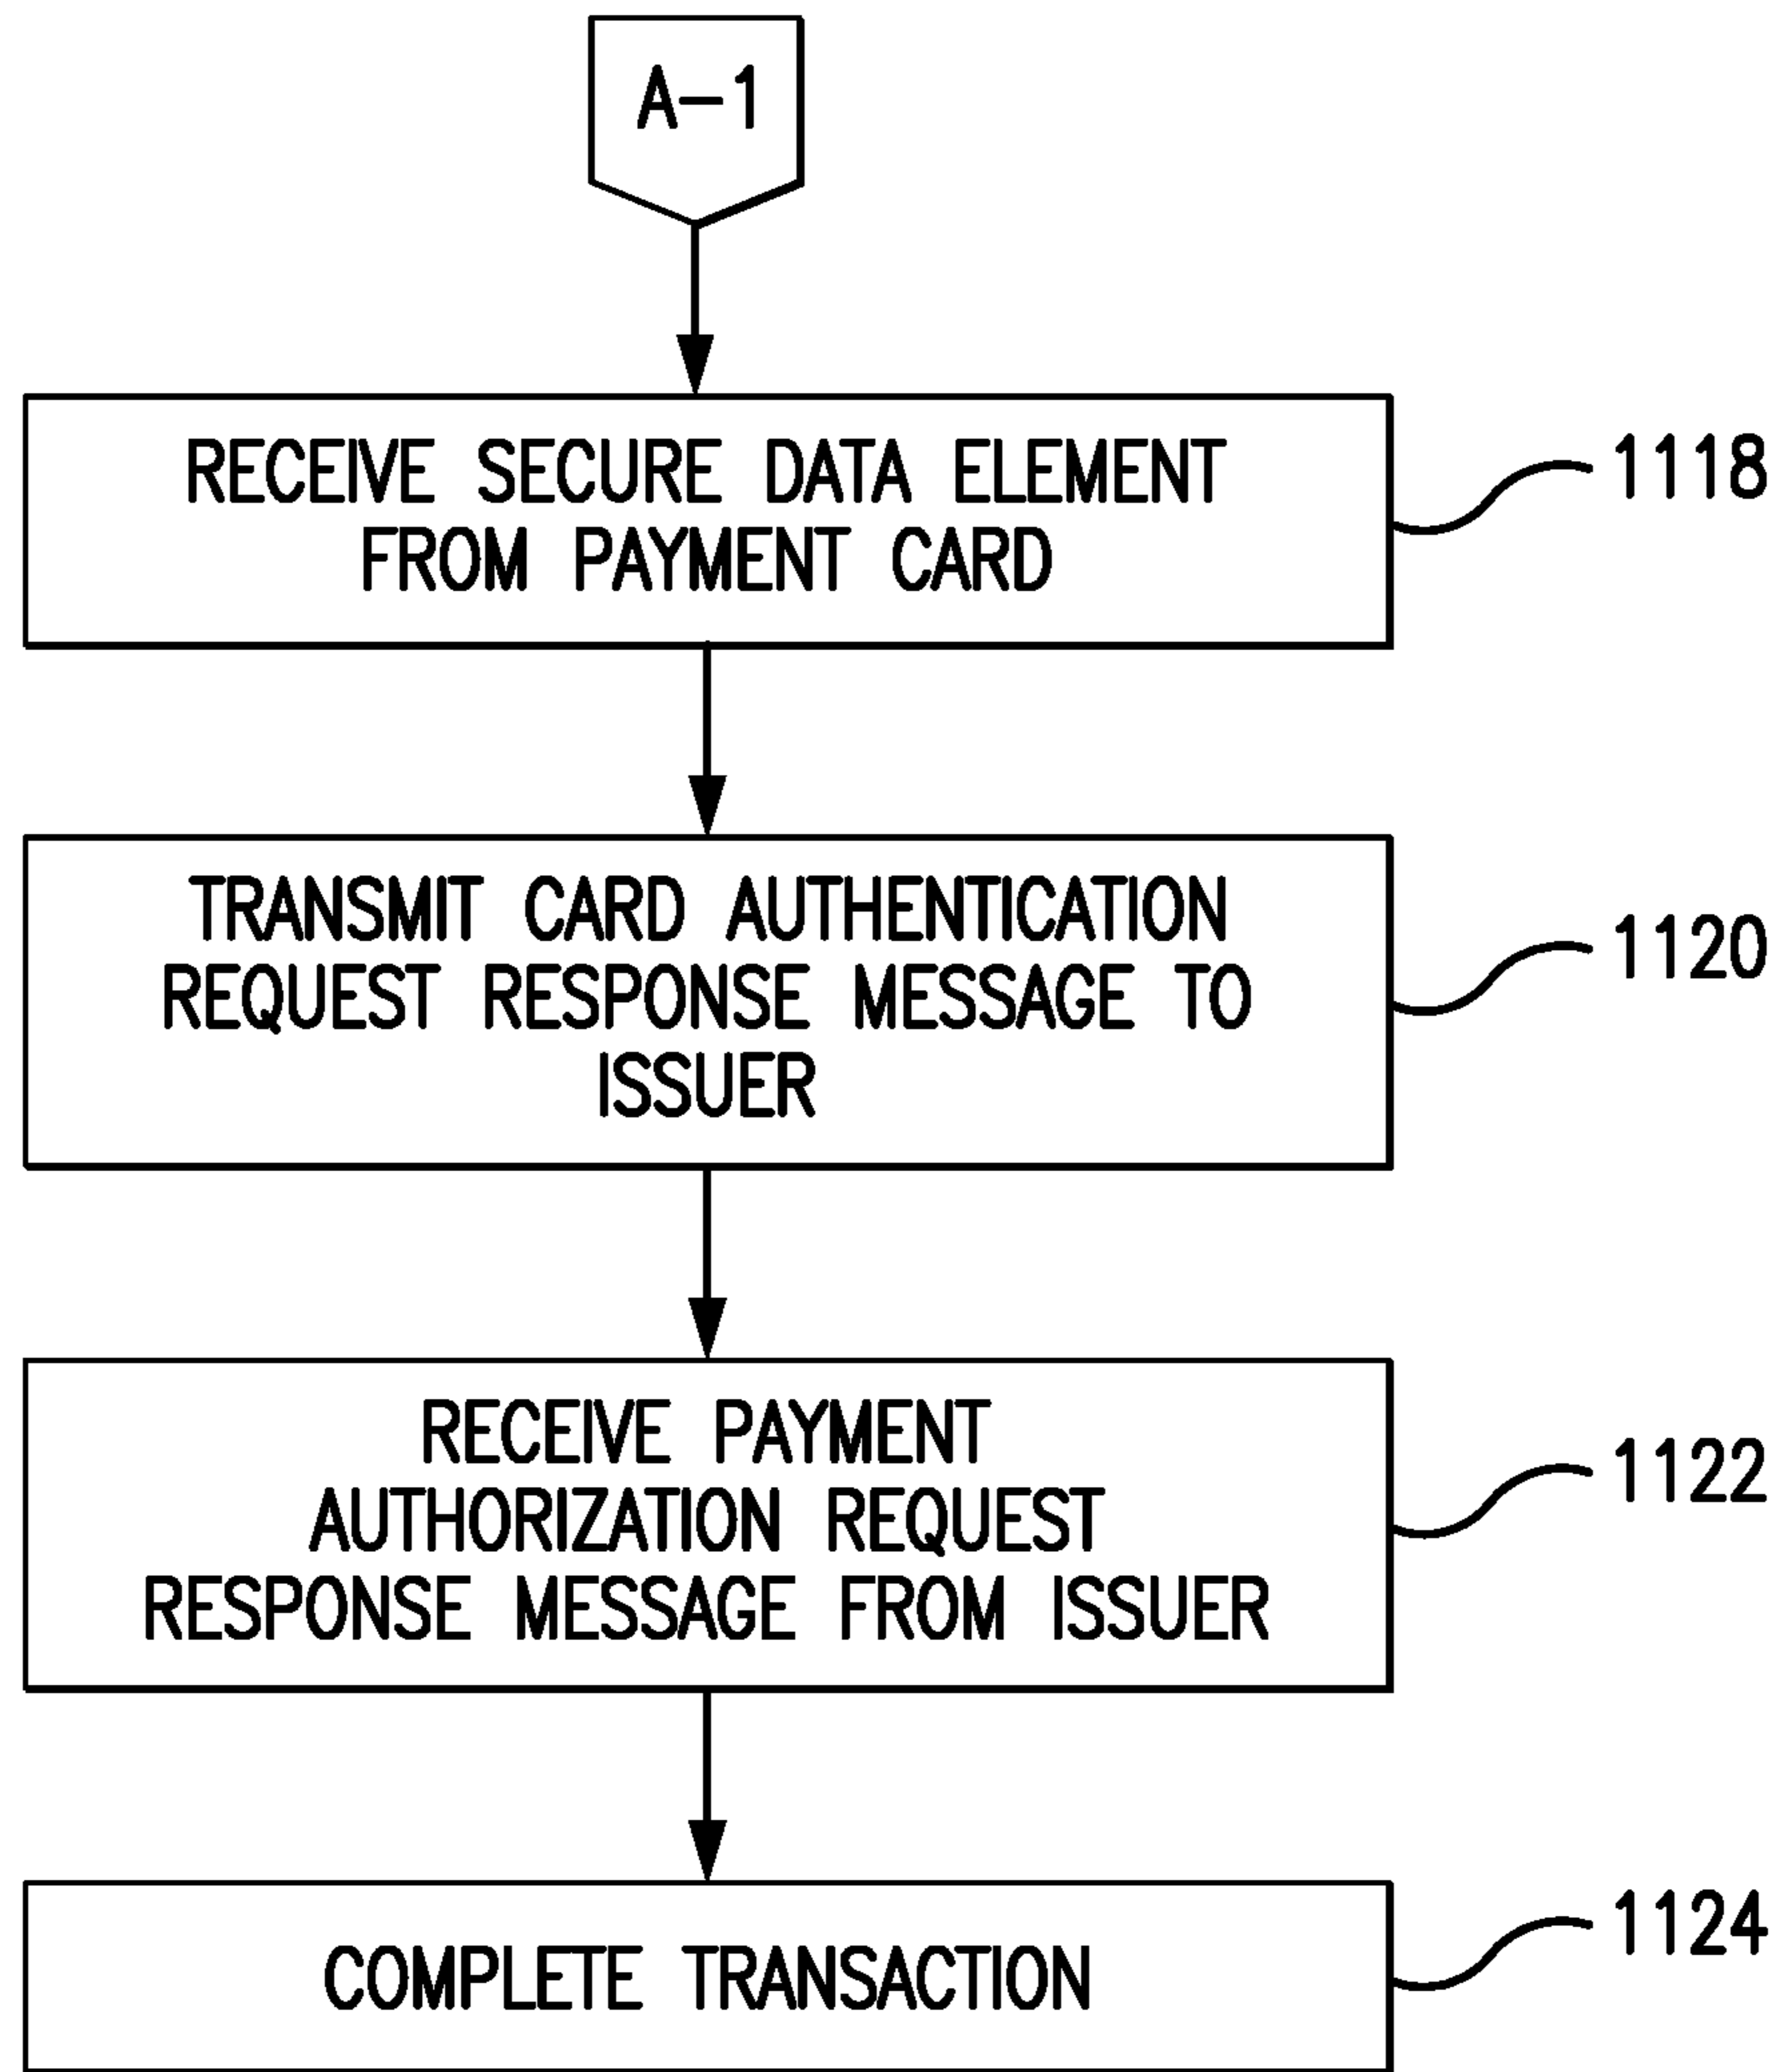 A-1
RECEIVE SECURE DATA ELEMENT
FROM PAYMENT CARD
1118
TRANSMIT CARD AUTHENTICATION
REQUEST RESPONSE MESSAGE TO
ISSUER
1120
RECEIVE PAYMENT
AUTHORIZATION REQUEST
RESPONSE MESSAGE FROM ISSUER
1122
COMPLETE TRANSACTION
1124